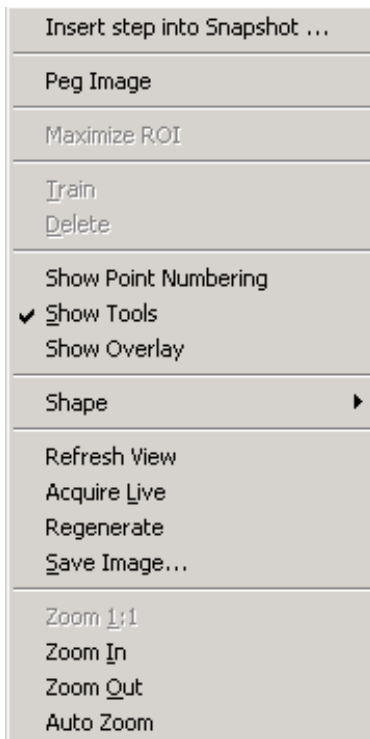 Insert step into Snapshot ...
Peg Image
Maximize ROI
Train
Delete
Show Point Numbering
Show Tools
Show Overlay
Shape
Refresh View
Acquire Live
Regenerate
Save Image...
Zoom 1:1
Zoom In
Zoom Out
Auto Zoom